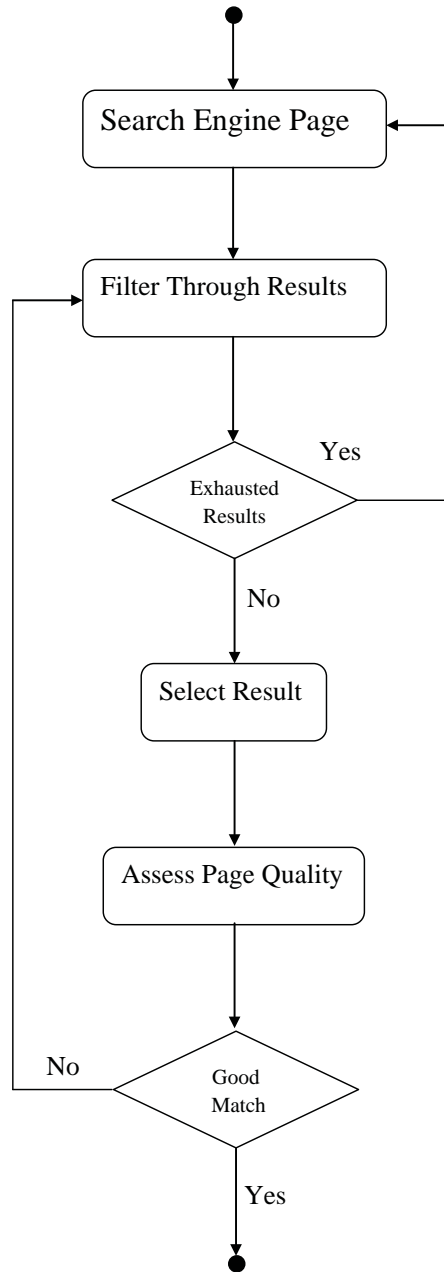 Search Engine Page
Filter Through Results
Yes
Exhausted
Results
No
Select Result
Assess Page Quality
No
Good
Match
Yes